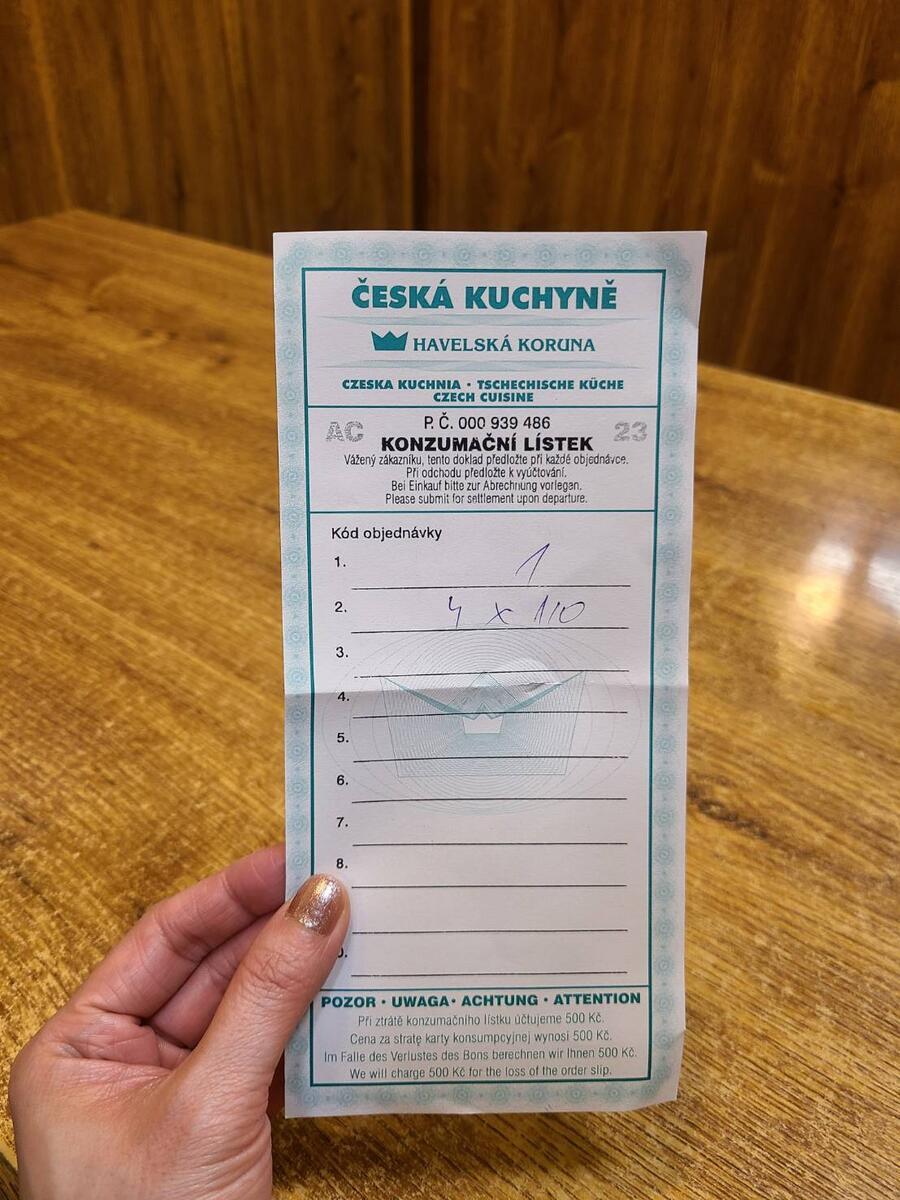 ČESKÁ KUCHYNĚ
HAVELSKÁ KORUNA
CZESKA KUCHNIA · TSCHECHISCHE KÜCHE
CZECH CUISINE
P. Č. 000 939 486
AC KONZUMAČNÍ LÍSTEK 23
Vážený zákazníku, tento doklad předložte při každé objednávce.
Při odchodu předložte k vyúčtování.
Bei Einkauf bitte zur Abrechnung vorlegan.
Please submit for settlement upon departure.
Kód objednávky
1. 1
2. 4 x 110
3.
4.
5.
6.
7.
8.
POZOR · UWAGA · ACHTUNG · ATTENTION
Při ztrátě konzumačního lístku účtujeme 500 Kč.
Cena za stratę karty konsumpcyjnej wynosi 500 Kč.
Im Falle des Verlustes des Bons berechnen wir Ihnen 500 Kč.
We will charge 500 Kč for the loss of the order slip.